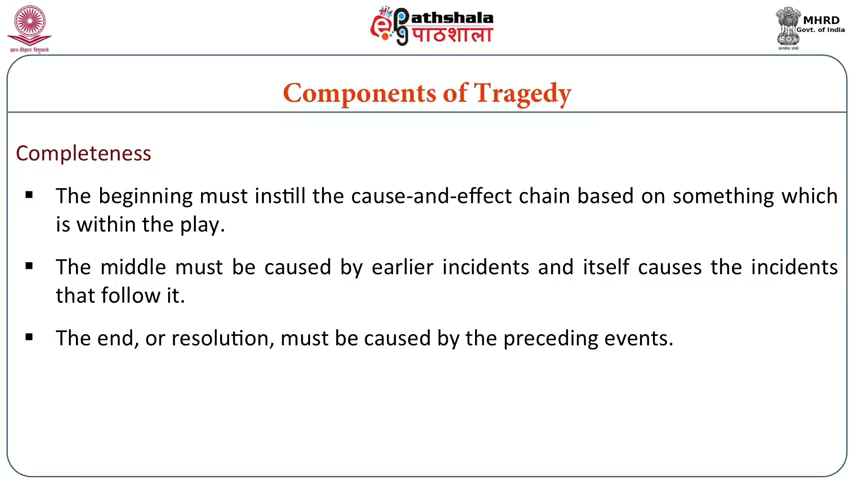 ePathshala
पाठशाला
MHRD
Govt. of India
Components of Tragedy
Completeness
▪ The beginning must instill the cause-and-effect chain based on something which
is within the play.
▪ The middle must be caused by earlier incidents and itself causes the incidents
that follow it.
▪ The end, or resolution, must be caused by the preceding events.